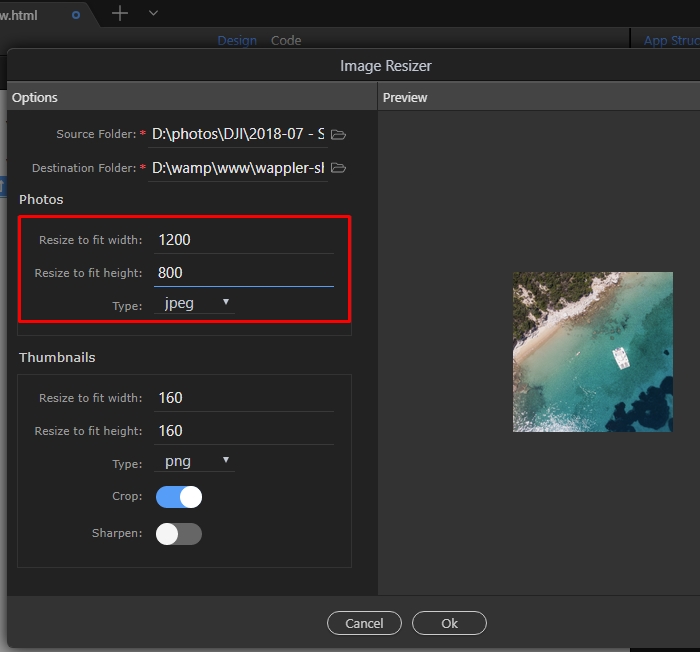 w.html
Design Code App Struc
Image Resizer
Options
Preview
Source Folder: * D:\photos\DJI\2018-07 - S
Destination Folder: * D:\wamp\www\wappler-sl
Photos
Resize to fit width: 1200
Resize to fit height: 800
Type: jpeg
Thumbnails
Resize to fit width: 160
Resize to fit height: 160
Type: png
Crop:
Sharpen:
Cancel Ok